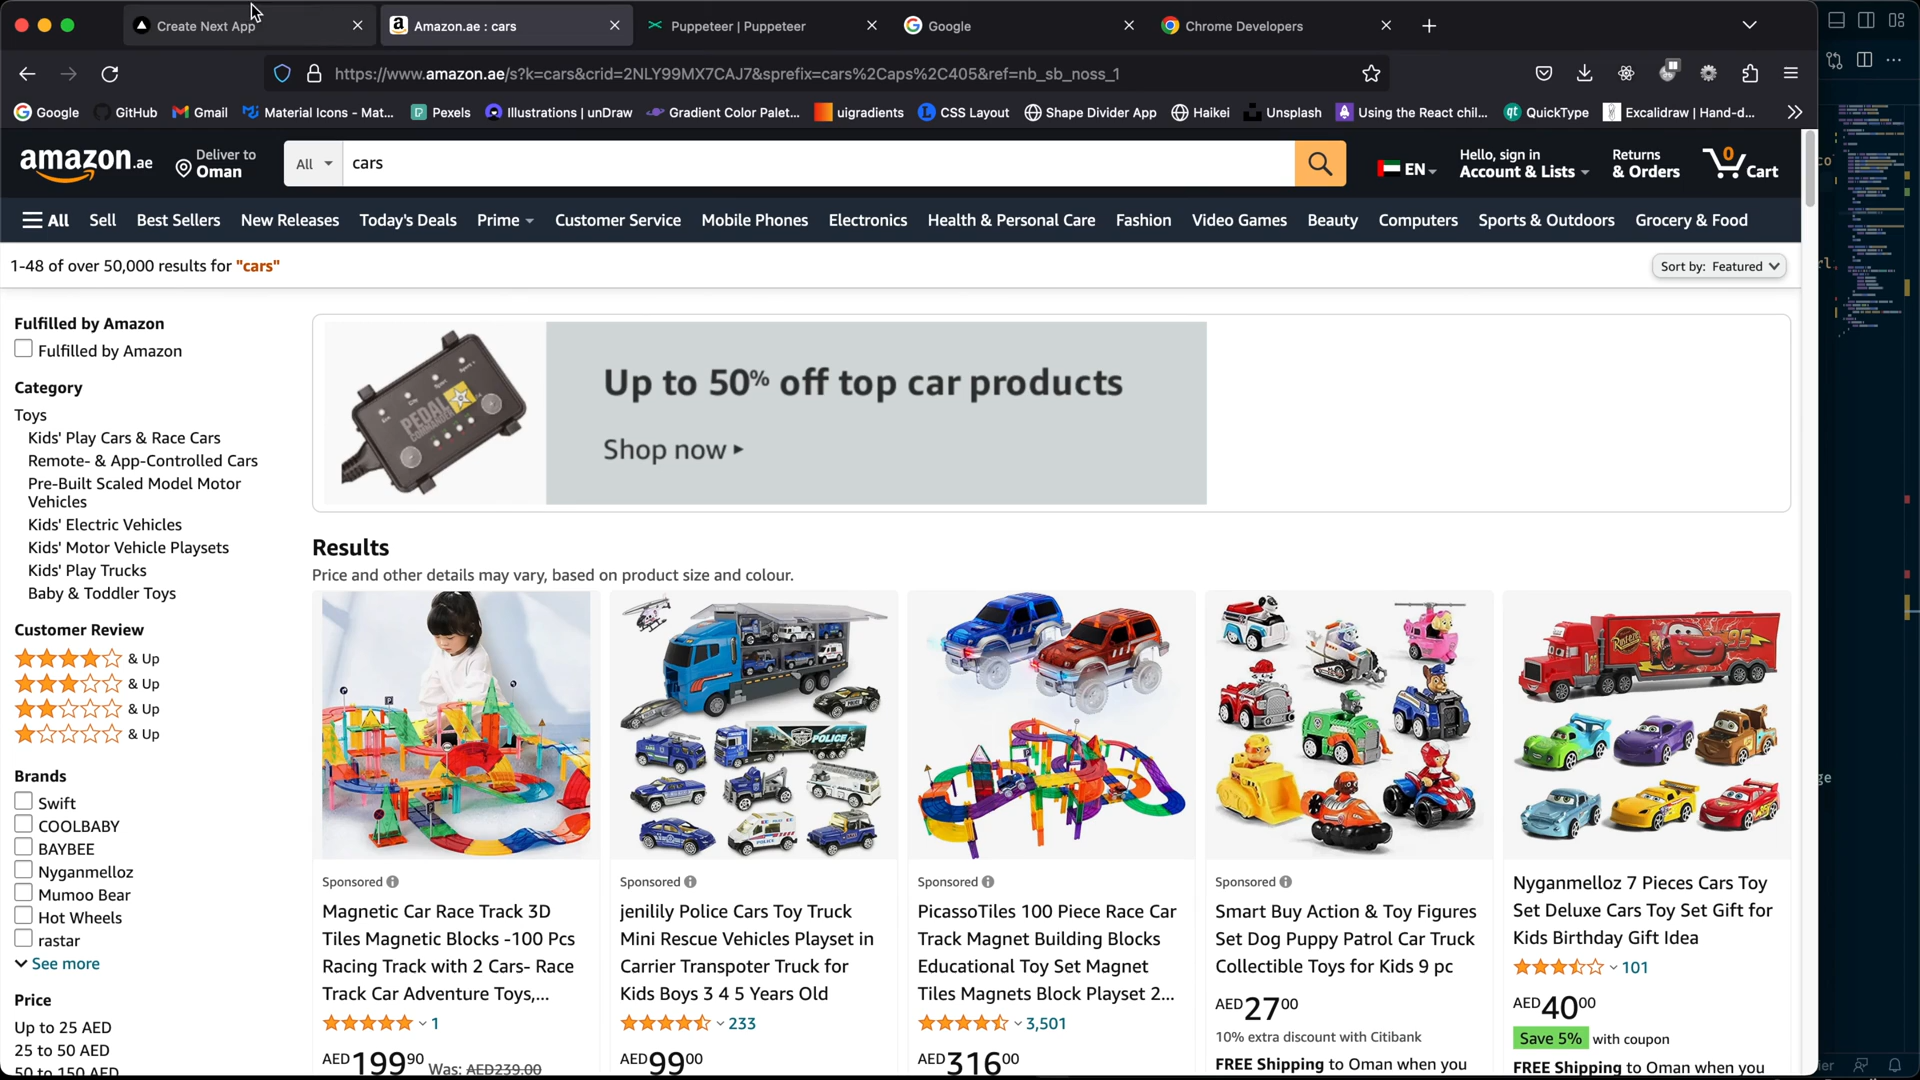 Create Next App
Amazon.ae : cars
Puppeteer | Puppeteer
Google
Chrome Developers
https://www.amazon.ae/s?k=cars&crid=2NLY99MX7CAJ7&sprefix=cars%2Caps%2C405&ref=nb_sb_noss_1
Google
GitHub
Gmail
Material Icons - Mat...
Pexels
Illustrations | unDraw
Gradient Color Palet...
uigradients
CSS Layout
Shape Divider App
Haikei
Unsplash
Using the React chil...
QuickType
Excalidraw | Hand-d...
amazon.ae
Deliver to
Oman
All
cars
EN
Hello, sign in
Account & Lists
Returns
& Orders
0
Cart
All
Sell
Best Sellers
New Releases
Today's Deals
Prime
Customer Service
Mobile Phones
Electronics
Health & Personal Care
Fashion
Video Games
Beauty
Computers
Sports & Outdoors
Grocery & Food
1-48 of over 50,000 results for "cars"
Sort by: Featured
Fulfilled by Amazon
Fulfilled by Amazon
Category
Toys
Kids' Play Cars & Race Cars
Remote- & App-Controlled Cars
Pre-Built Scaled Model Motor
Vehicles
Kids' Electric Vehicles
Kids' Motor Vehicle Playsets
Kids' Play Trucks
Baby & Toddler Toys
Customer Review
& Up
& Up
& Up
& Up
Brands
Swift
COOLBABY
BAYBEE
Nyganmelloz
Mumoo Bear
Hot Wheels
rastar
See more
Price
Up to 25 AED
25 to 50 AED
50 to 150 AED
PEDAL
COMMANDER
Up to 50% off top car products
Shop now
Results
Price and other details may vary, based on product size and colour.
POLICE
95
Sponsored
Magnetic Car Race Track 3D
Tiles Magnetic Blocks -100 Pcs
Racing Track with 2 Cars- Race
Track Car Adventure Toys,...
1
AED 199 90 Was: AED239.00
Sponsored
jenilily Police Cars Toy Truck
Mini Rescue Vehicles Playset in
Carrier Transpoter Truck for
Kids Boys 3 4 5 Years Old
233
AED 99 00
Sponsored
PicassoTiles 100 Piece Race Car
Track Magnet Building Blocks
Educational Toy Set Magnet
Tiles Magnets Block Playset 2...
3,501
AED 316 00
Sponsored
Smart Buy Action & Toy Figures
Set Dog Puppy Patrol Car Truck
Collectible Toys for Kids 9 pc
AED 27 00
10% extra discount with Citibank
FREE Shipping to Oman when you
Nyganmelloz 7 Pieces Cars Toy
Set Deluxe Cars Toy Set Gift for
Kids Birthday Gift Idea
101
AED 40 00
Save 5% with coupon
FREE Shipping to Oman when you